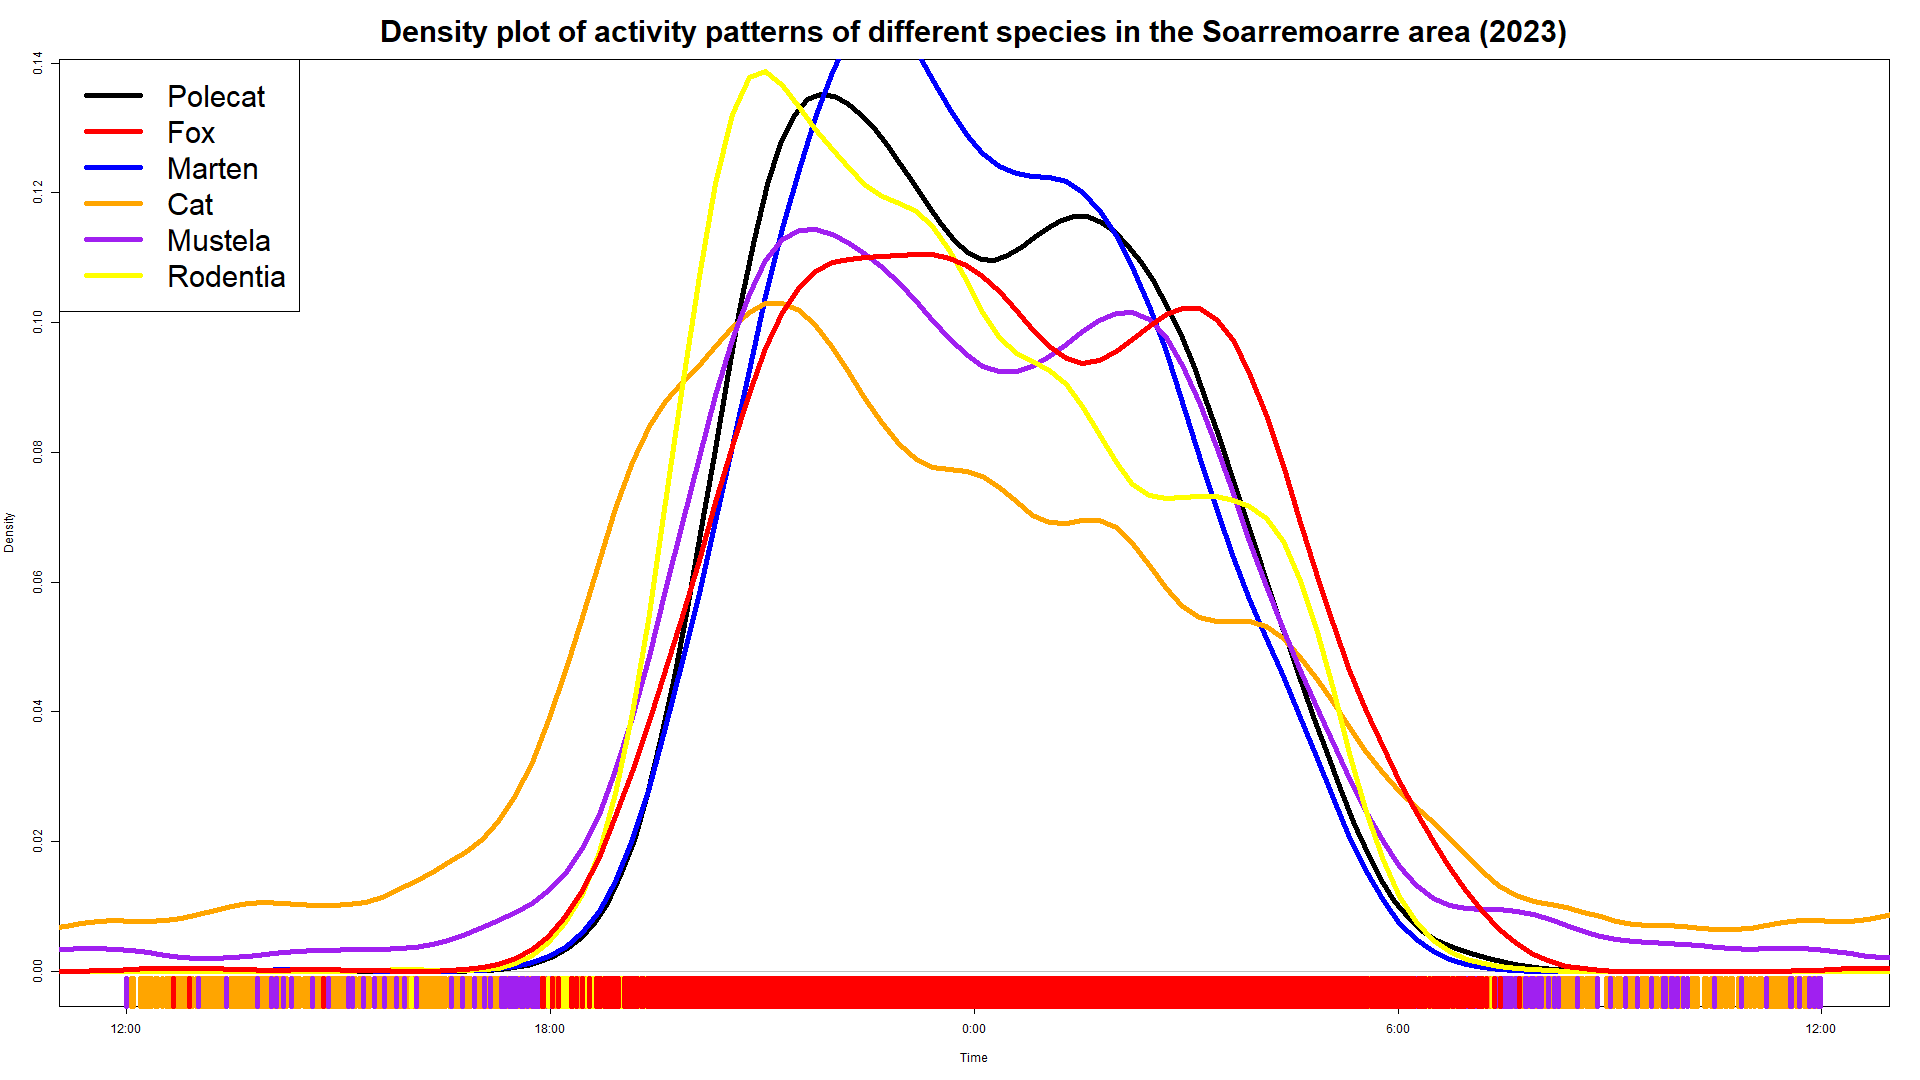 Density plot of activity patterns of different species in the Soarremoarre area (2023)
Polecat
Fox
Marten
Cat
Mustela
Rodentia
0.14
0.12
0.10
0.08
0.06
0.04
0.02
0.00
Density
12:00
18:00
0:00
6:00
12:00
Time